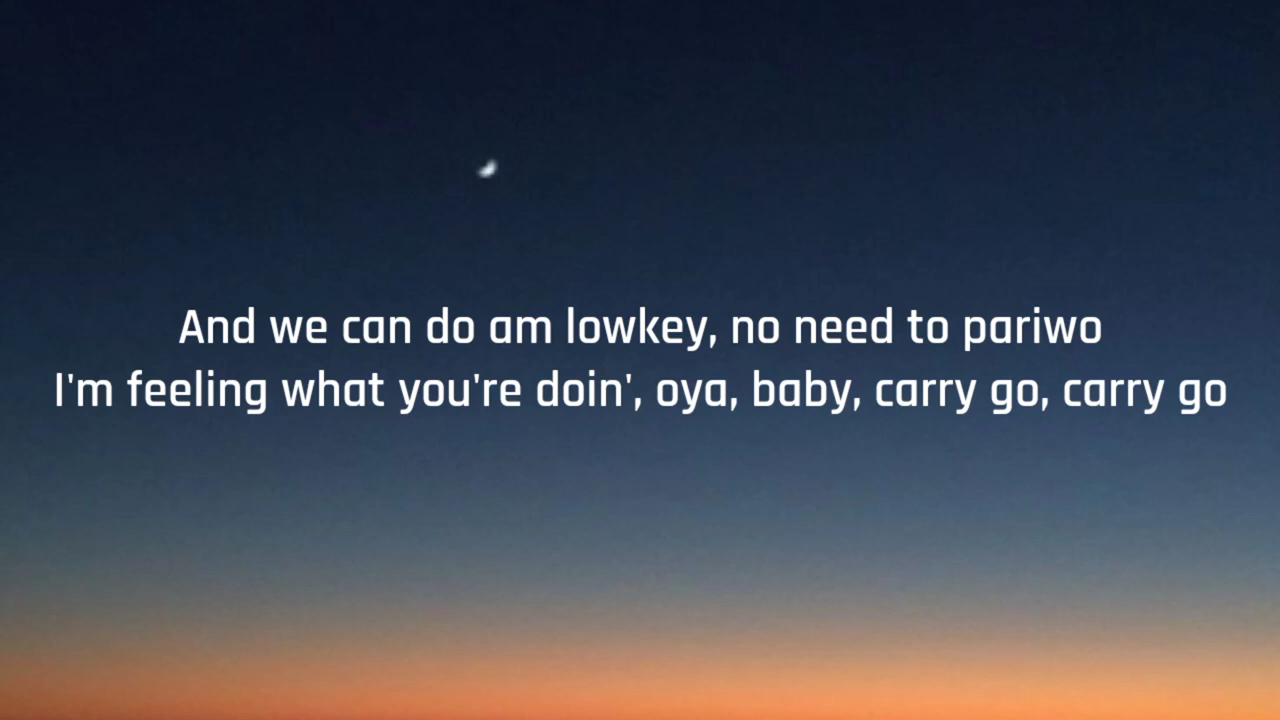 And we can do am lowkey, no need to pariwo
I'm feeling what you're doin', oya, baby, carry go, carry go